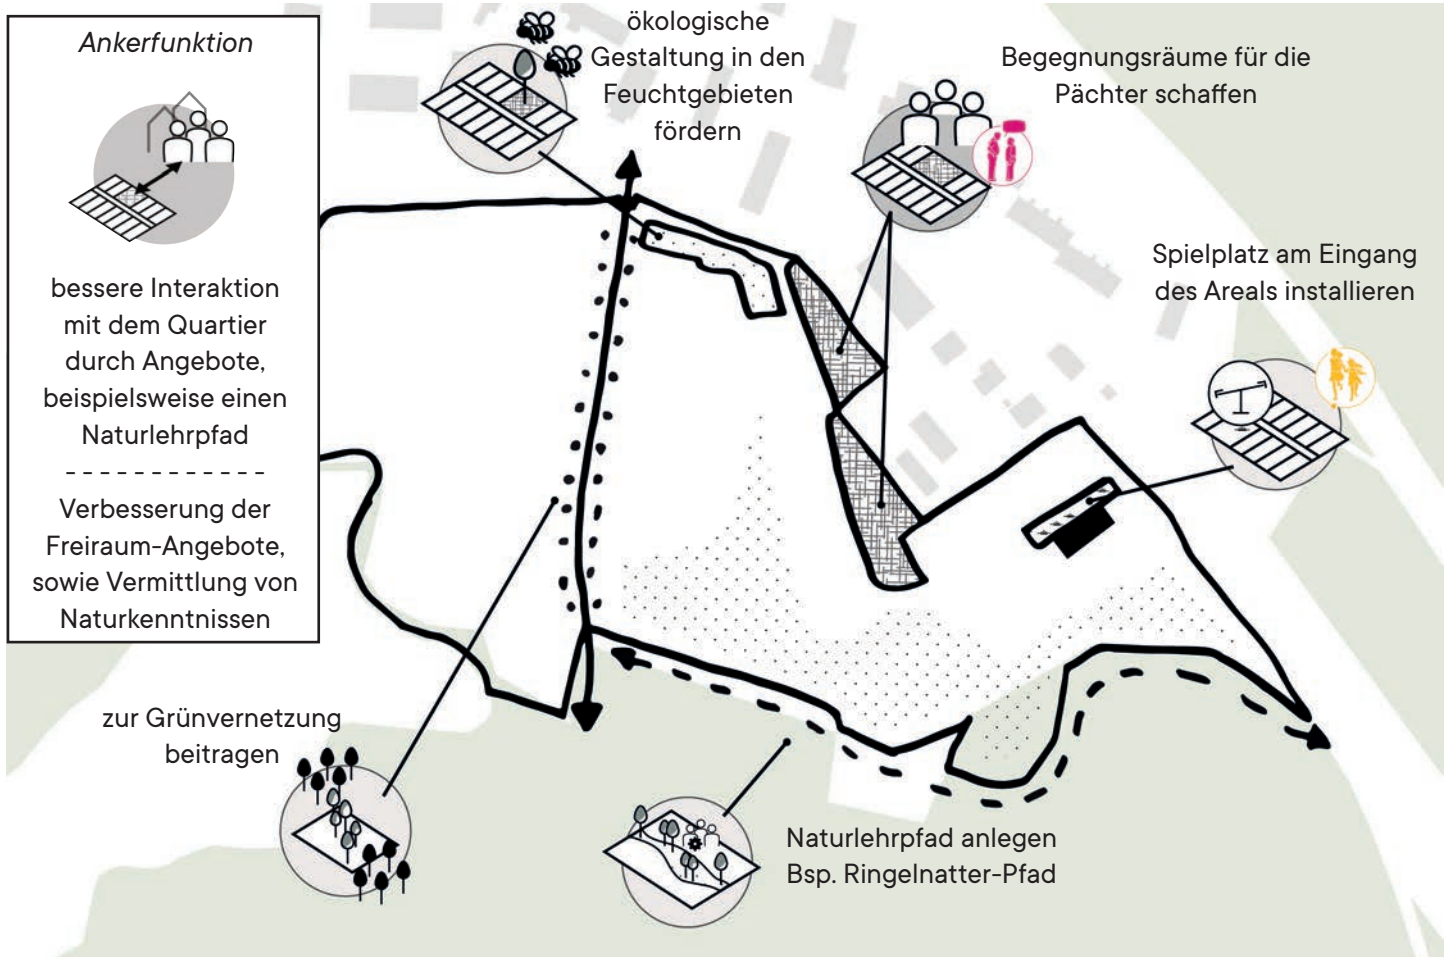 Ankerfunktion
bessere Interaktion
mit dem Quartier
durch Angebote,
beispielsweise einen
Naturlehrpfad
- - - - - - - - - - - -
Verbesserung der
Freiraum-Angebote,
sowie Vermittlung von
Naturkenntnissen
ökologische
Gestaltung in den
Feuchtgebieten
fördern
Begegnungsräume für die
Pächter schaffen
Spielplatz am Eingang
des Areals installieren
zur Grünvernetzung
beitragen
Naturlehrpfad anlegen
Bsp. Ringelnatter-Pfad